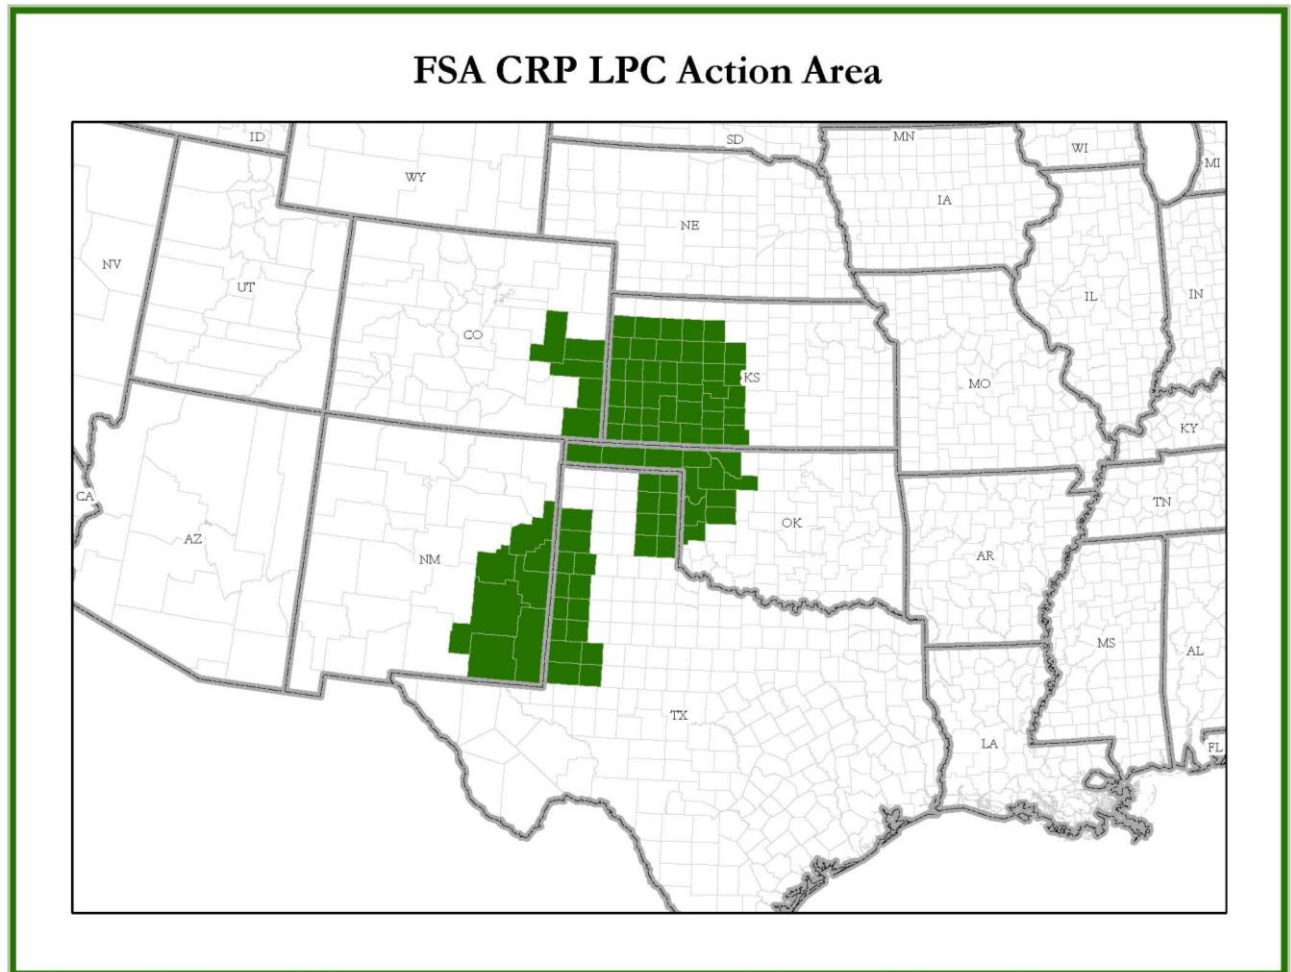 FSA CRP LPC Action Area
ID
SD
MN
WI
MI
WY
IA
NE
NV
UT
IL
IN
CO
KS
MO
KY
CA
TN
AZ
NM
OK
AR
MS
AL
TX
LA
FL